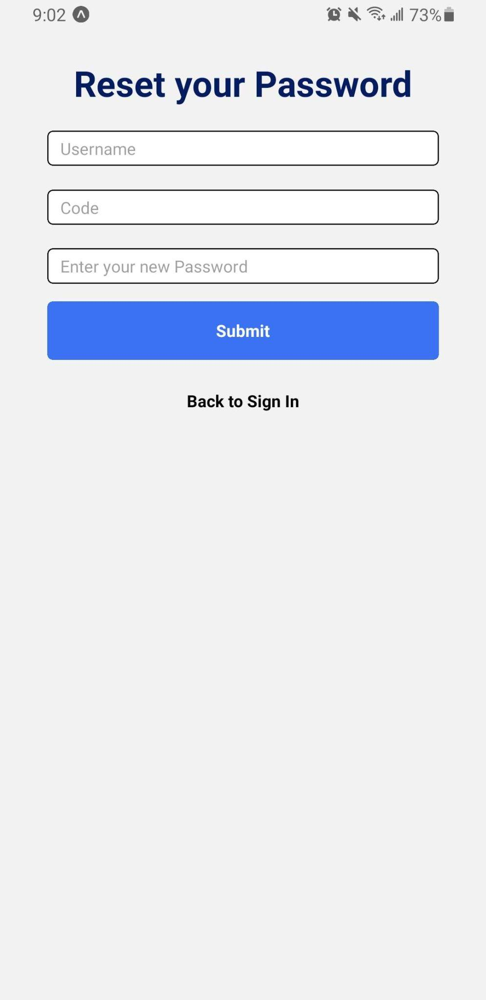 9:02 73%
Reset your Password
Username
Code
Enter your new Password
Submit
Back to Sign In